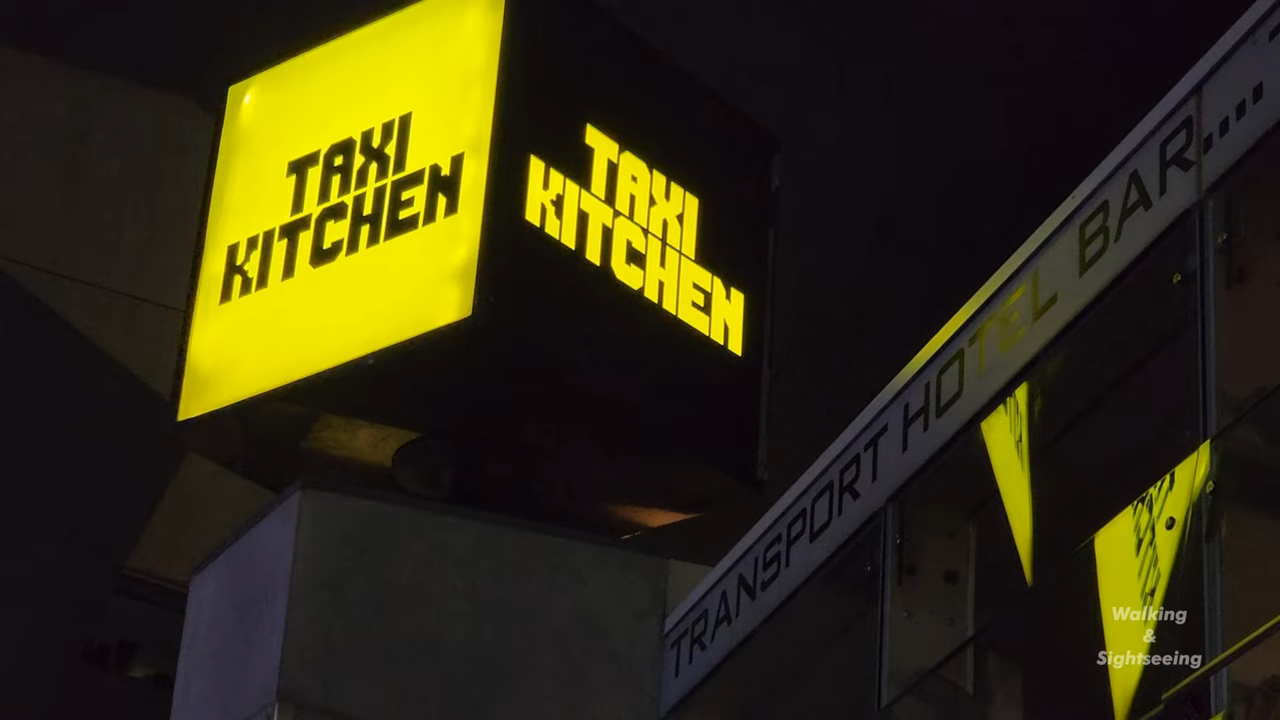 TAXI
KITCHEN
TAXI
KITCHEN
TRANSPORT HOTEL BAR....
Walking
&
Sightseeing